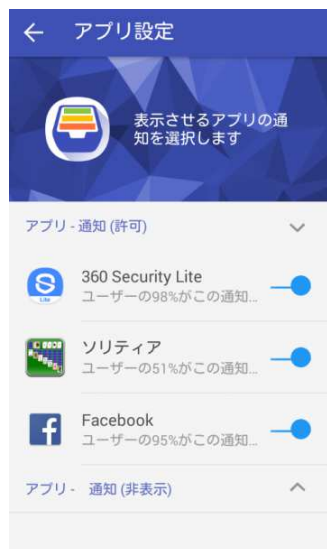 アプリ設定
表示させるアプリの通
知を選択します
アプリ - 通知 (許可)
360 Security Lite
ユーザーの98%がこの通知...
ソリティア
ユーザーの51%がこの通知...
Facebook
ユーザーの95%がこの通知...
アプリ - 通知 (非表示)